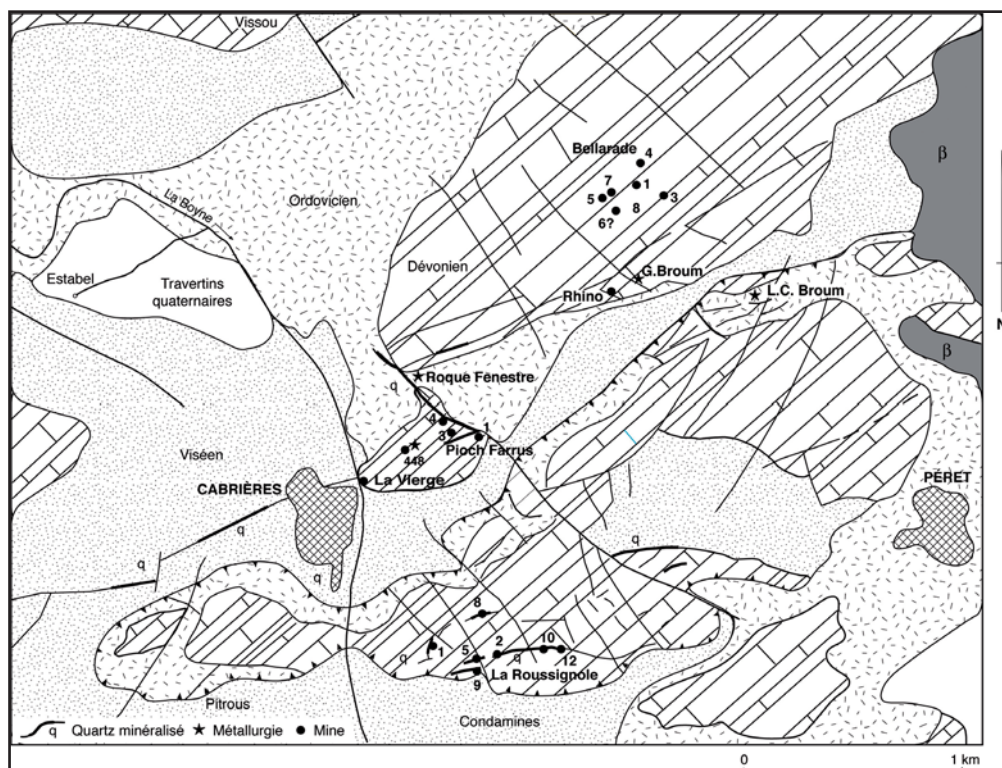 Vissou
β
Bellarade
4
7
1
5
3
8
6?
La Boyne
Ordovicien
Dévonien
G.Broum
Estabel
Travertins
quaternaires
Rhino
L.C. Broum
N
β
Roque Fenestre
q
4
1
3
Pioch Farrus
448
Viséen
La VIerge
CABRIÈRES
PÉRET
q
q
q
q
8
1
q
5
2
q
10
12
9
La Roussignole
Pitrous
Condamines
q Quartz minéralisé Métallurgie Mine
0 1 km